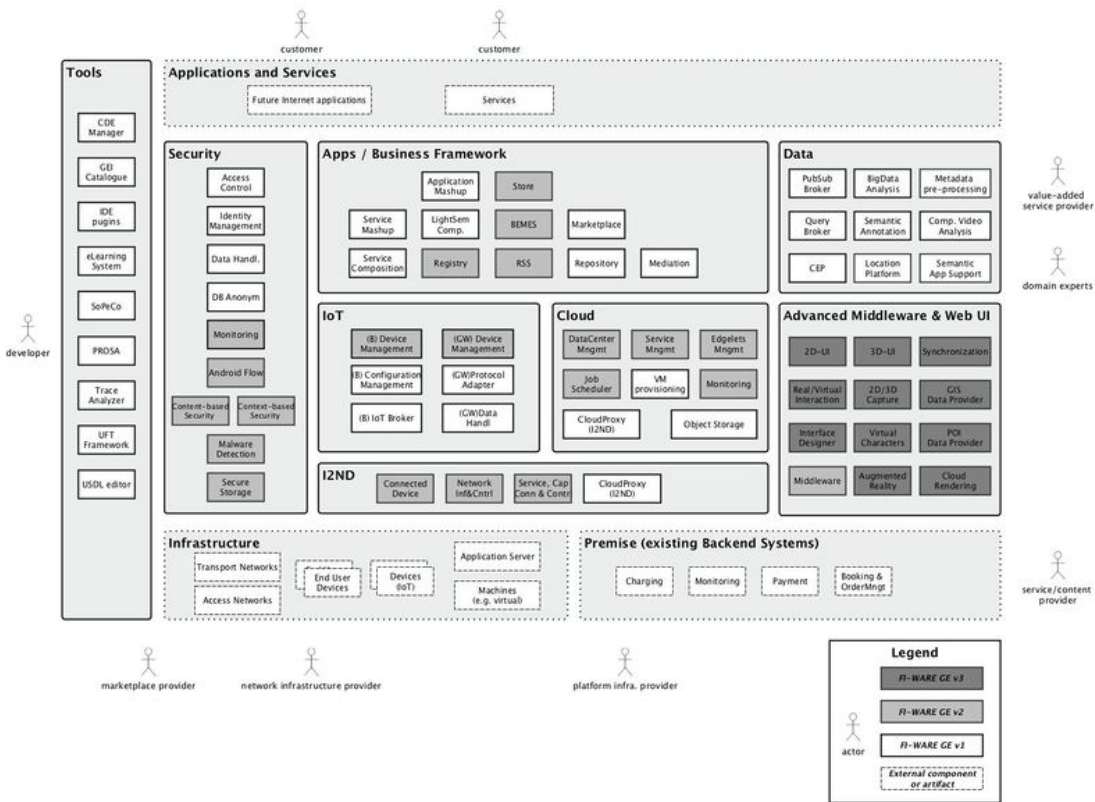 customer
customer
Tools
CDE
Manager
GEI
Catalogue
IDE
pugins
eLearning
System
SoPeCo
PROSA
Trace
Analyzer
UFT
Framework
USDL editor
Applications and Services
Future Internet applications
Services
Security
Access
Control
Identity
Management
Data Handl.
DB Anonym
Monitoring
Android Flow
Content-based
Security
Context-based
Security
Malware
Detection
Secure
Storage
Apps / Business Framework
Application
Mashup
Store
Service
Mashup
LightSem
Comp.
BEMES
Marketplace
Service
Composition
Registry
RSS
Repository
Mediation
Data
PubSub
Broker
BigData
Analysis
Metadata
pre-processing
Query
Broker
Semantic
Annotation
Comp. Video
Analysis
CEP
Location
Platform
Semantic
App Support
value-added
service provider
domain experts
developer
IoT
(B) Device
Management
(GW) Device
Management
(B) Configuration
Management
(GW)Protocol
Adapter
(B) IoT Broker
(GW)Data
Handl
Cloud
DataCenter
Mngmt
Service
Mngmt
Edgelets
Mngmt
Job
Scheduler
VM
provisioning
Monitoring
CloudProxy
(I2ND)
Object Storage
Advanced Middleware & Web UI
2D-UI
3D-UI
Synchronization
Real/Virtual
Interaction
2D/3D
Capture
GIS
Data Provider
Interface
Designer
Virtual
Characters
POI
Data Provider
Middleware
Augmented
Reality
Cloud
Rendering
I2ND
Connected
Device
Network
Inf&Cntrl
Service, Cap
Conn & Contr
CloudProxy
(I2ND)
Infrastructure
Transport Networks
Access Networks
End User
Devices
Devices
(IoT)
Application Server
Machines
(e.g. virtual)
Premise (existing Backend Systems)
Charging
Monitoring
Payment
Booking &
OrderMngt
service/content
provider
marketplace provider
network infrastructure provider
platform infra. provider
Legend
FI-WARE GE v3
FI-WARE GE v2
FI-WARE GE v1
External component
or artifact
actor